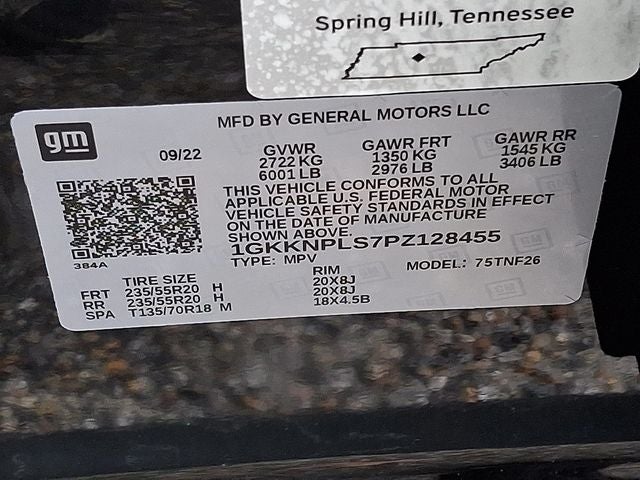 Spring Hill, Tennessee
gm
MFD BY GENERAL MOTORS LLC
09/22
GVWR
2722 KG
6001 LB
GAWR FRT
1350 KG
2976 LB
GAWR RR
1545 KG
3406 LB
THIS VEHICLE CONFORMS TO ALL
APPLICABLE U.S. FEDERAL MOTOR
VEHICLE SAFETY STANDARDS IN EFFECT
ON THE DATE OF MANUFACTURE
SHOWN ABOVE.
1GKKNPLS7PZ128455
TYPE: MPV
MODEL: 75TNF26
384A
TIRE SIZE RIM
FRT 235/55R20 H 20X8J
RR 235/55R20 H 20X8J
SPA T135/70R18 M 18X4.5B